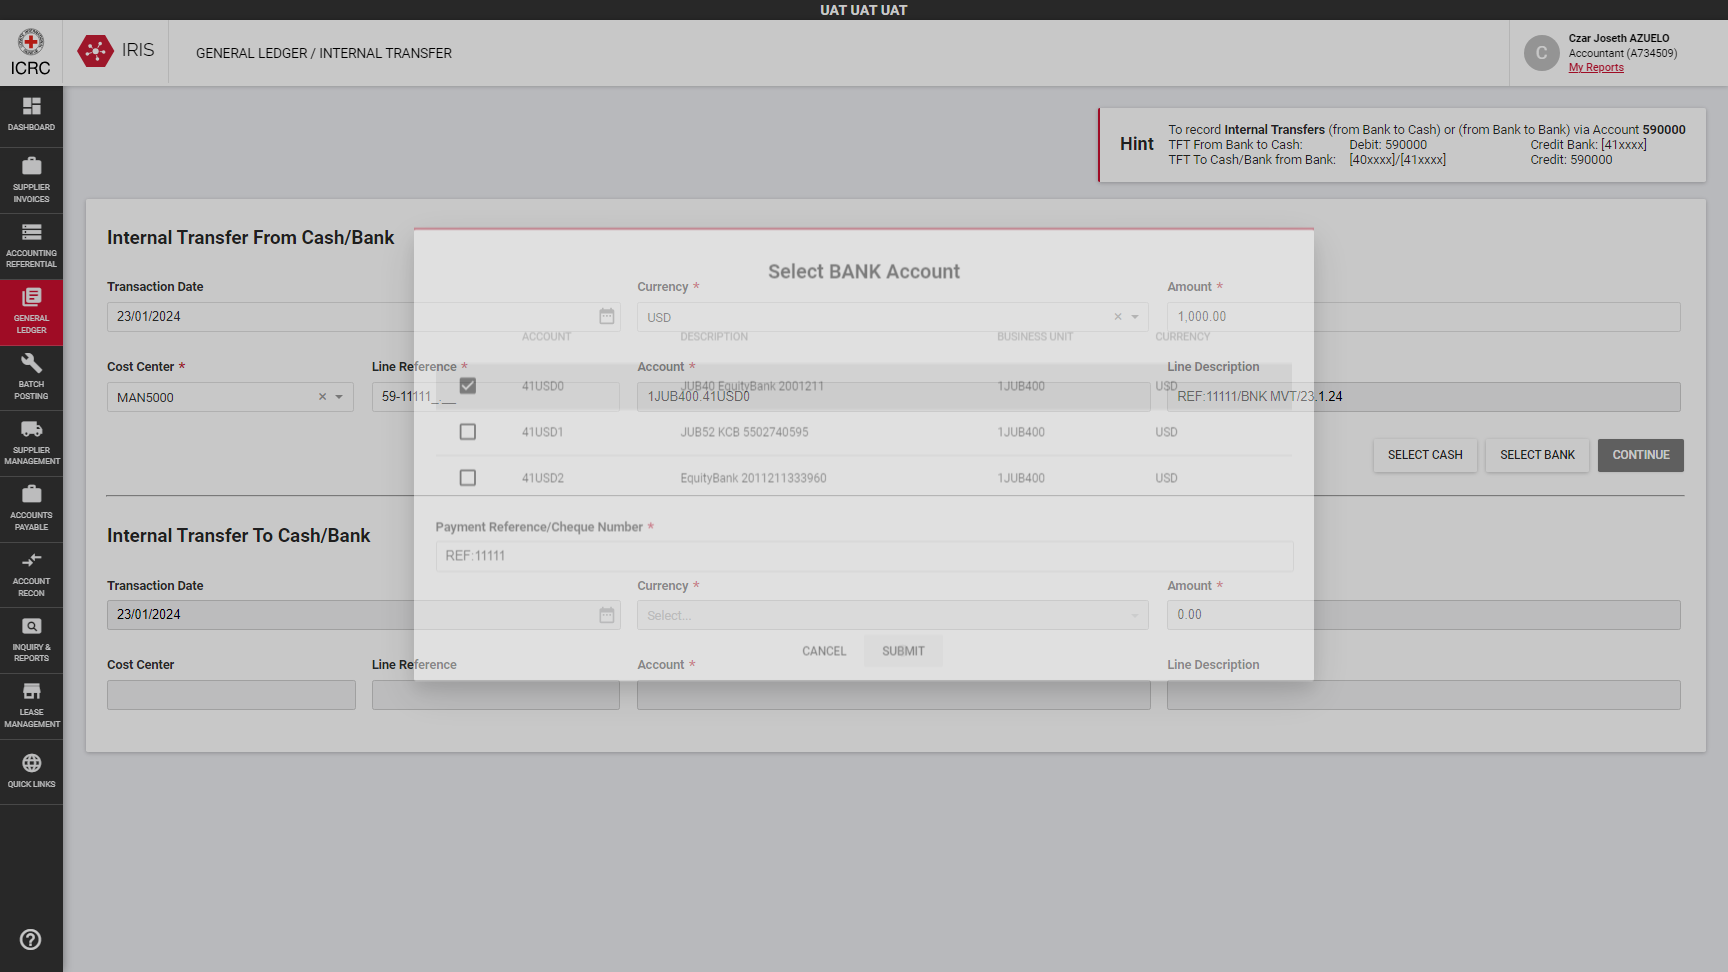 UAT UAT UAT
ICRC
IRIS
GENERAL LEDGER / INTERNAL TRANSFER
C
Czar Joseth AZUELO
Accountant (A734509)
My Reports
DASHBOARD
SUPPLIER
INVOICES
ACCOUNTING
REFERENTIAL
GENERAL
LEDGER
BATCH
POSTING
SUPPLIER
MANAGEMENT
ACCOUNTS
PAYABLE
ACCOUNT
RECON
INQUIRY &
REPORTS
LEASE
MANAGEMENT
QUICK LINKS
Hint
To record Internal Transfers (from Bank to Cash) or (from Bank to Bank) via Account 590000
TFT From Bank to Cash: Debit: 590000 Credit Bank: [41xxxx]
TFT To Cash/Bank from Bank: [40xxxx]/[41xxxx] Credit: 590000
Internal Transfer From Cash/Bank
Transaction Date
23/01/2024
Currency *
USD
Amount *
1,000.00
Cost Center *
MAN5000
Line Reference *
59-11111_.__
Account *
1JUB400.41USD0
Line Description
REF:11111/BNK MVT/23.1.24
SELECT CASH
SELECT BANK
CONTINUE
Select BANK Account
ACCOUNT DESCRIPTION BUSINESS UNIT CURRENCY
41USD0 JUB40 EquityBank 2001211 1JUB400 USD
41USD1 JUB52 KCB 5502740595 1JUB400 USD
41USD2 EquityBank 2011211333960 1JUB400 USD
Payment Reference/Cheque Number *
REF:11111
CANCEL
SUBMIT
Internal Transfer To Cash/Bank
Transaction Date
23/01/2024
Currency *
Select...
Amount *
0.00
Cost Center
Line Reference
Account *
Line Description